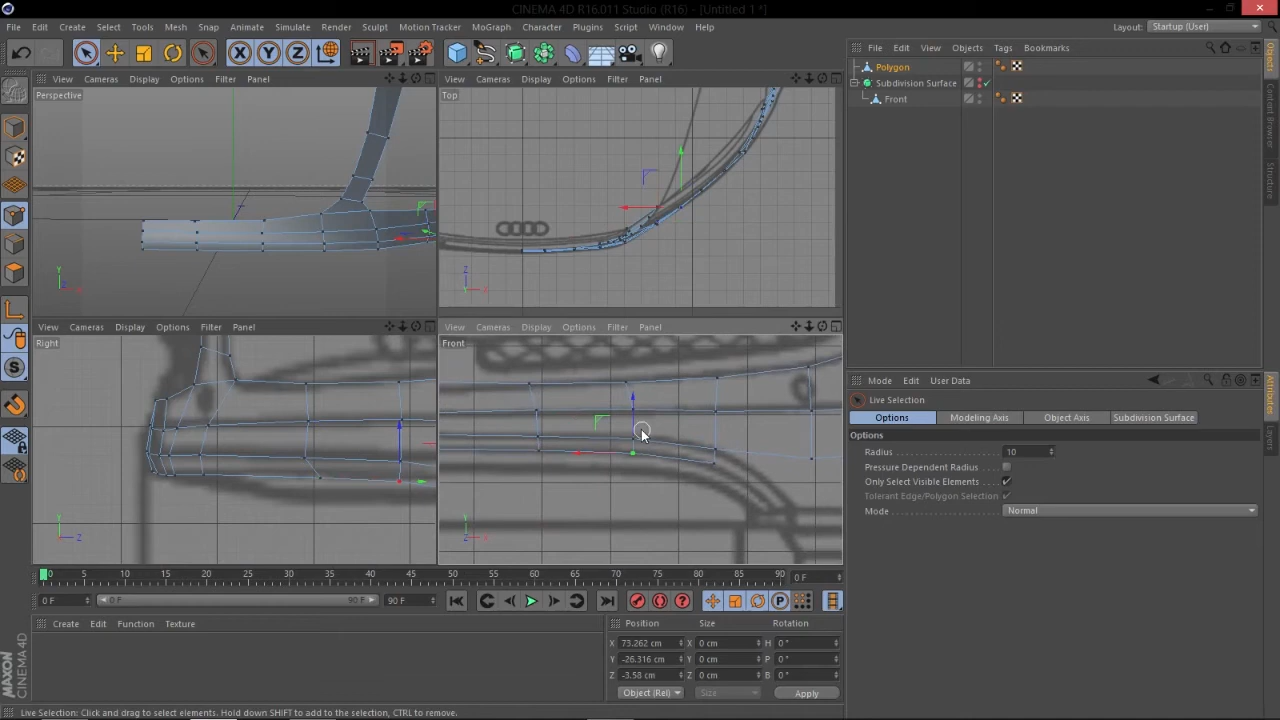 CINEMA 4D R16.011 Studio (R16) - [Untitled 1 *]
File Edit Create Select Tools Mesh Snap Animate Simulate Render Sculpt Motion Tracker MoGraph Character Plugins Script Window Help
Layout: Startup (User)
View Cameras Display Options Filter Panel
Perspective
View Cameras Display Options Filter Panel
Top
View Cameras Display Options Filter Panel
Right
View Cameras Display Options Filter Panel
Front
File Edit View Objects Tags Bookmarks
Polygon
Subdivision Surface
Front
Objects
Content Browser
Structure
Mode Edit User Data
Live Selection
Options Modeling Axis Object Axis Subdivision Surface
Options
Radius 10
Pressure Dependent Radius
Only Select Visible Elements
Tolerant Edge/Polygon Selection
Mode Normal
Attributes
Layers
0 5 10 15 20 25 30 35 40 45 50 55 60 65 70 75 80 85 90 0 F
0 F 0 F 90 F 90 F
Create Edit Function Texture
Position Size Rotation
X 73.262 cm X 0 cm H 0 °
Y -26.316 cm Y 0 cm P 0 °
Z -3.58 cm Z 0 cm B 0 °
Object (Rel) Size Apply
MAXON CINEMA 4D
Live Selection: Click and drag to select elements. Hold down SHIFT to add to the selection, CTRL to remove.